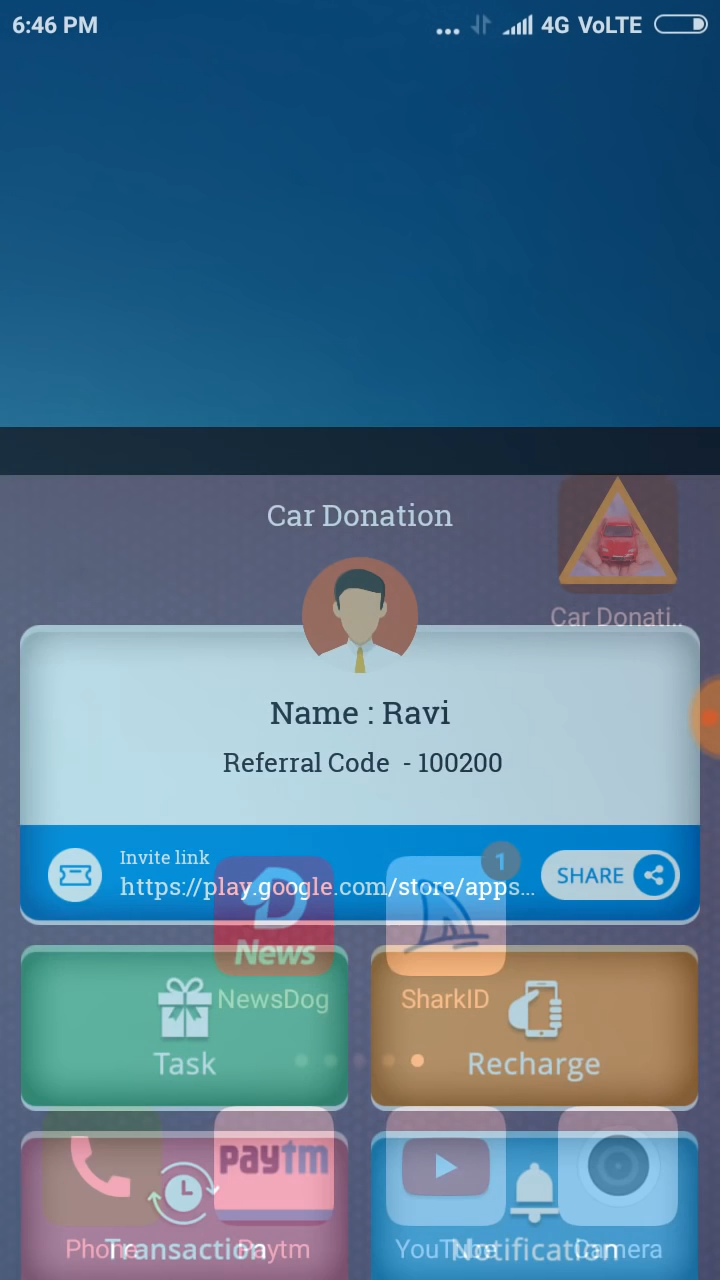 6:46 PM
4G VoLTE
Car Donation
Car Donati..
Name : Ravi
Referral Code - 100200
1
Invite link
https://play.google.com/store/apps...
SHARE
News
NewsDog
SharkID
Task
Recharge
paytm
Phone
Transaction
Paytm
YouTube
Notification
Camera